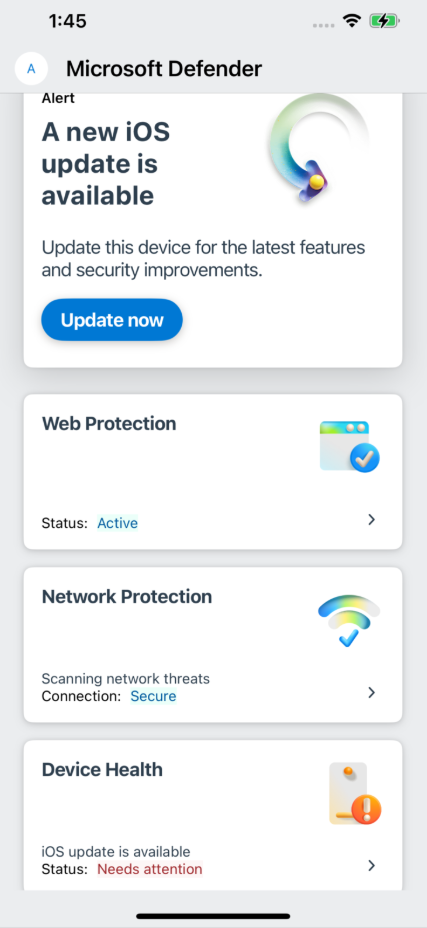 1:45
A
Microsoft Defender
Alert
A new iOS
update is
available
Update this device for the latest features
and security improvements.
Update now
Web Protection
Status: Active
Network Protection
Scanning network threats
Connection: Secure
Device Health
iOS update is available
Status: Needs attention